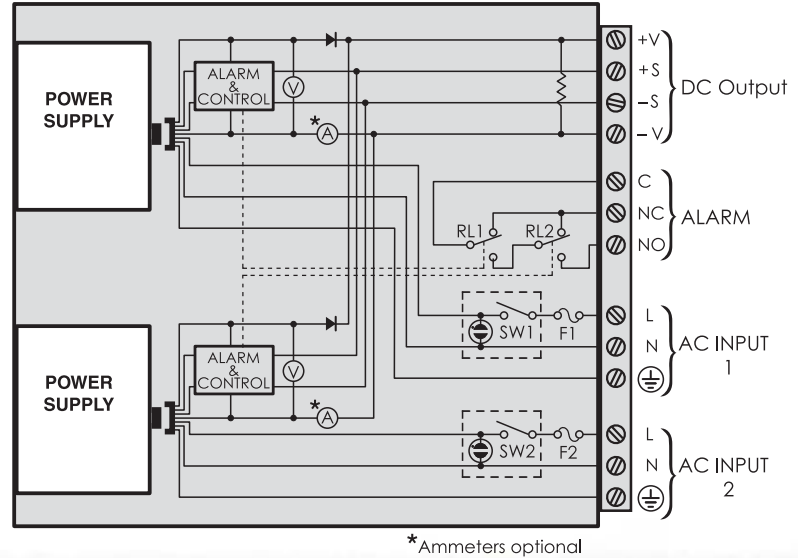 POWER
SUPPLY
ALARM
&
CONTROL
V
*
A
+V
+S
−S
−V
DC Output
C
NC
NO
ALARM
RL1
RL2
SW1
F1
L
N
AC INPUT
1
POWER
SUPPLY
ALARM
&
CONTROL
V
*
A
SW2
F2
L
N
AC INPUT
2
*Ammeters optional